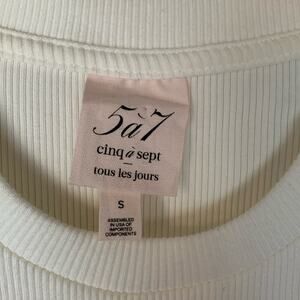 5à7
cinq à sept
tous les jours
S
ASSEMBLED
IN USA OF
IMPORTED
COMPONENTS